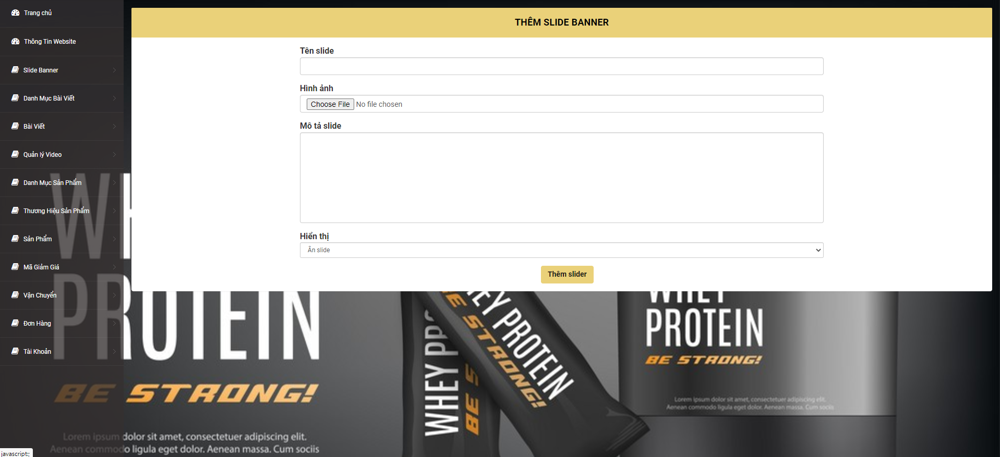 Trang chủ
Thông Tin Website
Slide Banner
Danh Mục Bài Viết
Bài Viết
Quản lý Video
Danh Mục Sản Phẩm
Thương Hiệu Sản Phẩm
Sản Phẩm
Mã Giảm Giá
Vận Chuyển
Đơn Hàng
Tài Khoản
THÊM SLIDE BANNER
Tên slide
Hình ảnh
Choose File No file chosen
Mô tả slide
Hiển thị
Ẩn slide
Thêm slider
PROTEIN
BE STRONG!
Lorem ipsum dolor sit amet, consectetuer adipiscing elit.
Aenean commodo ligula eget dolor. Aenean massa. Cum sociis
WHEY PRO
BE S
WHEY PROTEIN
BE STRONG!
WHEY
PROTEIN
BE STRONG!
Lorem ipsum dolor sit amet, consectetuer adipiscing elit.
Aenean commodo ligula eget dolor. Aenean massa. Cum sociis
javascript:;